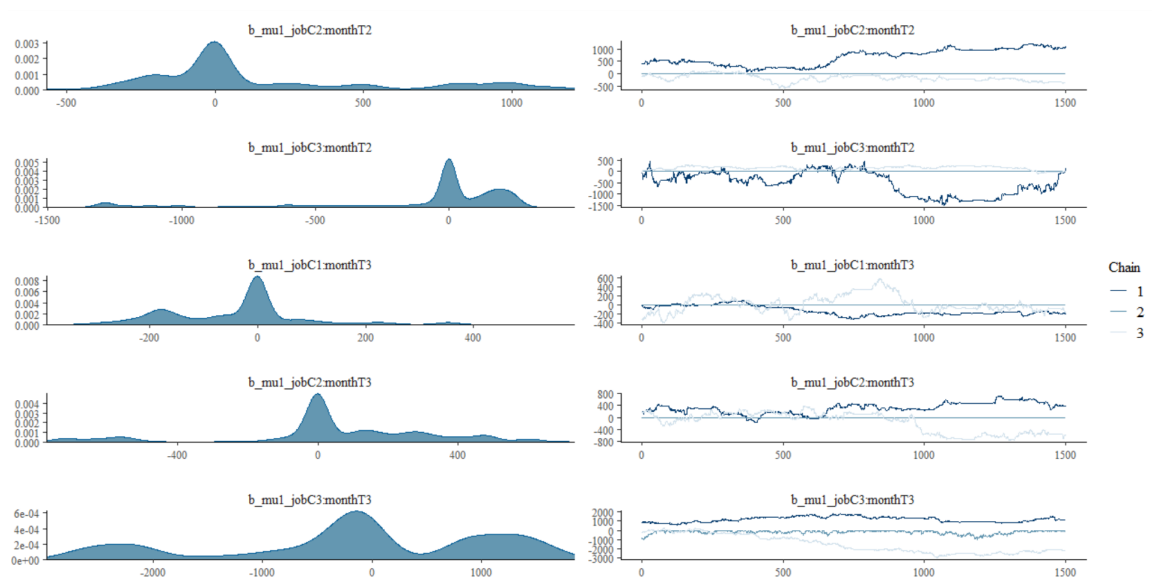 b_mu1_jobC2:monthT2
0.003
0.002
0.001
0.000
-500 0 500 1000
b_mu1_jobC2:monthT2
1000
500
0
-500
0 500 1000 1500
b_mu1_jobC3:monthT2
0.005
0.004
0.003
0.002
0.001
0.000
-1500 -1000 -500 0
b_mu1_jobC3:monthT2
500
0
-500
-1000
-1500
0 500 1000 1500
b_mu1_jobC1:monthT3
0.008
0.006
0.004
0.002
0.000
-200 0 200 400
b_mu1_jobC1:monthT3
600
400
200
0
-200
-400
0 500 1000 1500
Chain
1
2
3
b_mu1_jobC2:monthT3
0.004
0.003
0.002
0.001
0.000
-400 0 400
b_mu1_jobC2:monthT3
800
400
0
-400
-800
0 500 1000 1500
b_mu1_jobC3:monthT3
6e-04
4e-04
2e-04
0e+00
-2000 -1000 0 1000
b_mu1_jobC3:monthT3
2000
1000
0
-1000
-2000
-3000
0 500 1000 1500